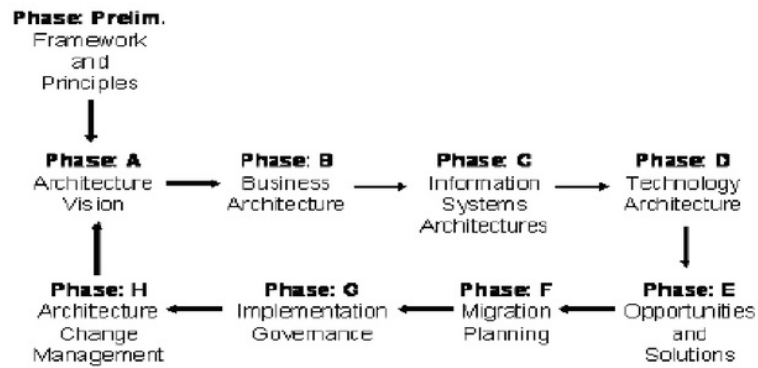 Phase: Prelim.
Framework
and
Principles
Phase: A
Architecture
Vision
Phase: B
Business
Architecture
Phase: C
Information
Systems
Architectures
Phase: D
Technology
Architecture
Phase: H
Architecture
Change
Management
Phase: G
Implementation
Governance
Phase: F
Migration
Planning
Phase: E
Opportunities
and
Solutions